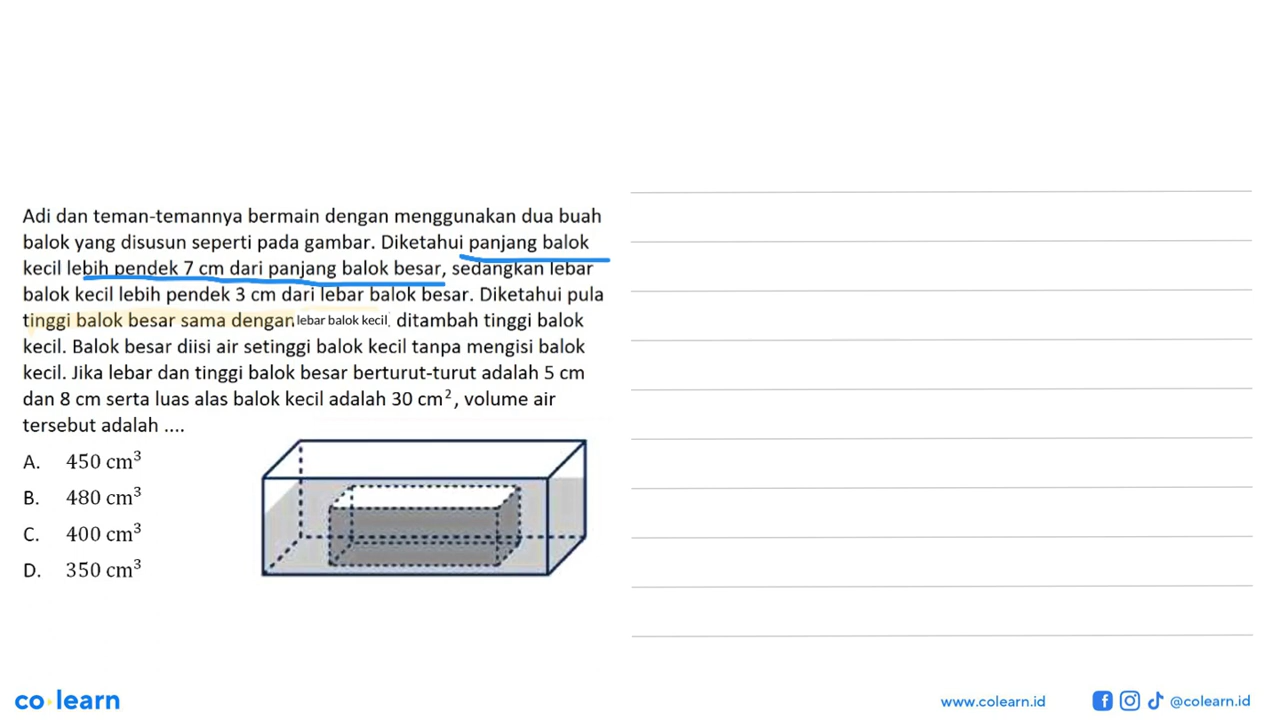 Adi dan teman-temannya bermain dengan menggunakan dua buah
balok yang disusun seperti pada gambar. Diketahui panjang balok
kecil lebih pendek 7 cm dari panjang balok besar, sedangkan lebar
balok kecil lebih pendek 3 cm dari lebar balok besar. Diketahui pula
tinggi balok besar sama dengan lebar balok kecil, ditambah tinggi balok
kecil. Balok besar diisi air setinggi balok kecil tanpa mengisi balok
kecil. Jika lebar dan tinggi balok besar berturut-turut adalah 5 cm
dan 8 cm serta luas alas balok kecil adalah 30 cm², volume air
tersebut adalah ....
A. 450 cm³
B. 480 cm³
C. 400 cm³
D. 350 cm³
co learn
www.colearn.id
@colearn.id